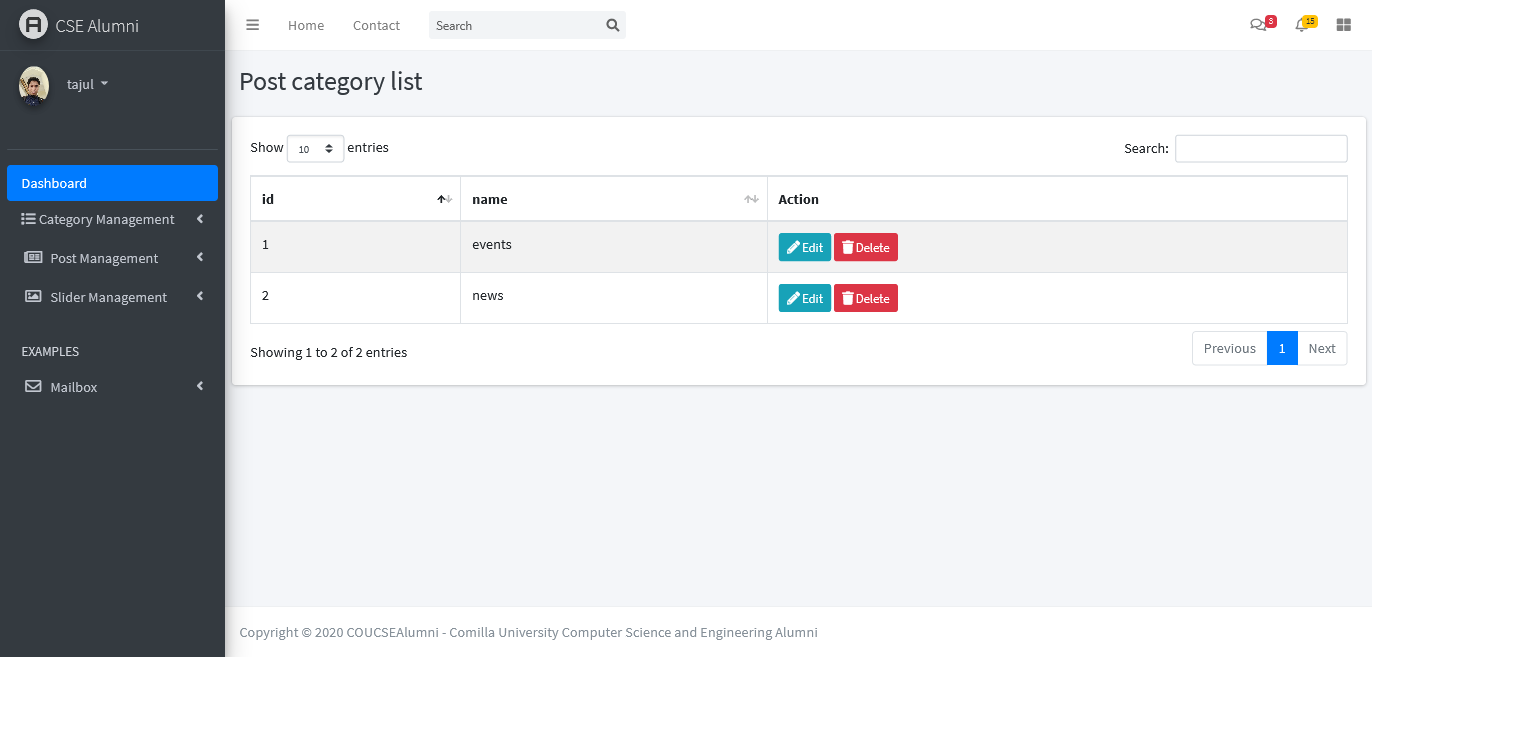 CSE Alumni
Home Contact Search 3 15
tajul
Post category list
Show 10 entries Search:
id name Action
1 events Edit Delete
2 news Edit Delete
Showing 1 to 2 of 2 entries Previous 1 Next
Dashboard
Category Management
Post Management
Slider Management
EXAMPLES
Mailbox
Copyright © 2020 COUCSEAlumni - Comilla University Computer Science and Engineering Alumni